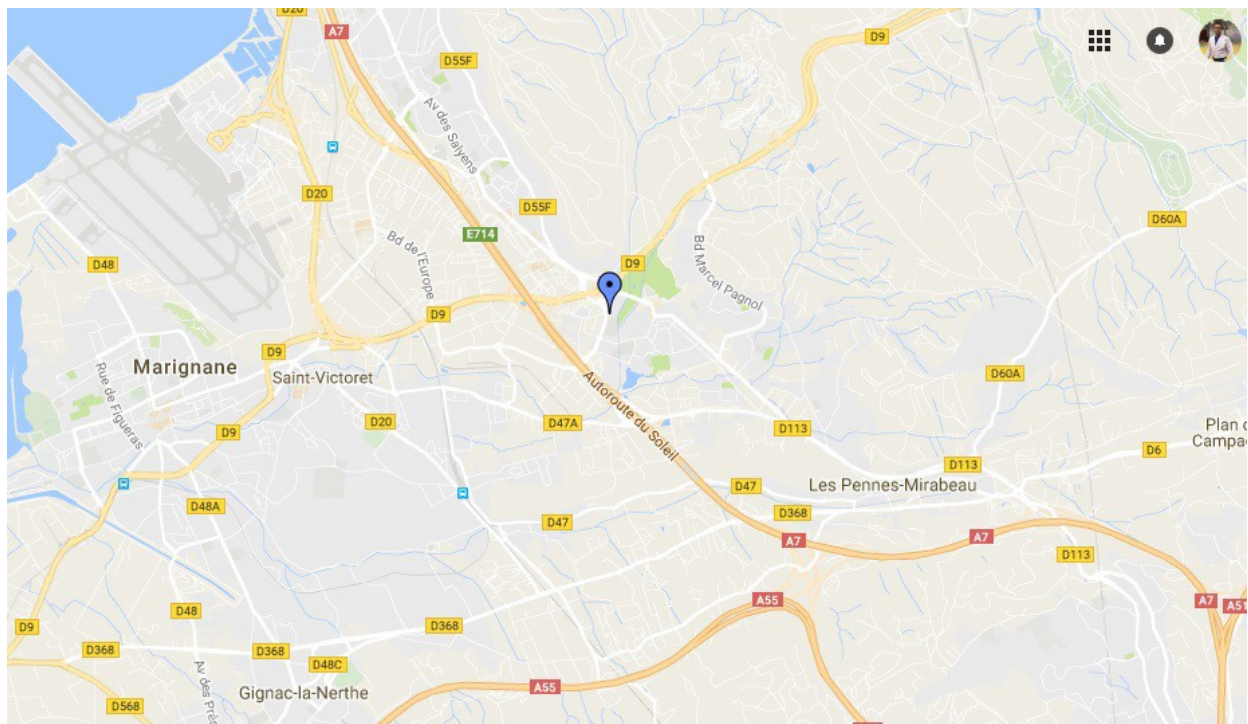 D20
A7
D9
D55F
Av des Salyens
D20
D55F
D60A
E714
Bd de l'Europe
Bd Marcel Pagnol
D48
D9
D9
D9
Marignane
Saint-Victoret
D60A
Rue de Figueras
Autoroute du Soleil
D20
D47A
D113
D9
Plan
D6
D113
Les Pennes-Mirabeau
D47
D48A
D47
D368
A7
A7
D113
A55
A7
A51
D48
D9
D368
D368
D368
D48C
Av des
Gignac-la-Nerthe
A55
D568